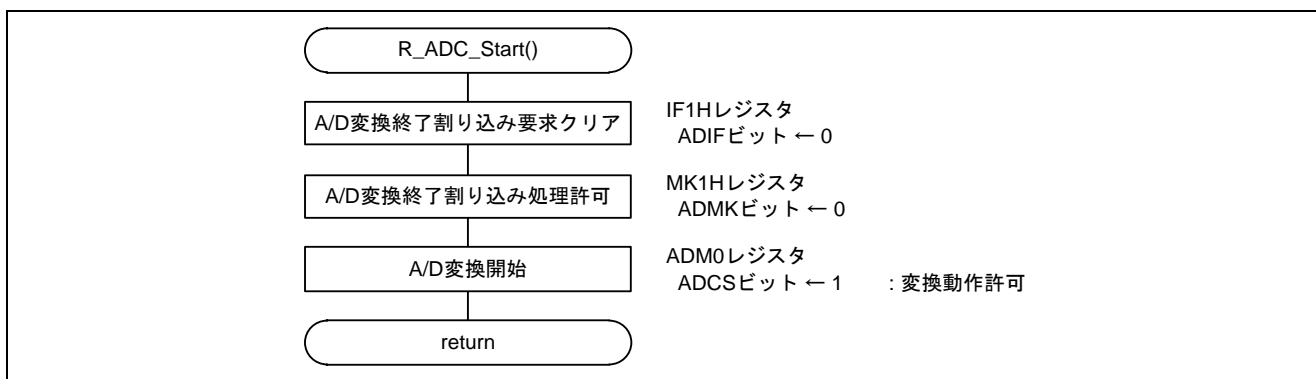 R_ADC_Start()
A/D変換終了割り込み要求クリア
IF1Hレジスタ
ADIFビット ← 0
A/D変換終了割り込み処理許可
MK1Hレジスタ
ADMKビット ← 0
A/D変換開始
ADM0レジスタ
ADCSビット ← 1 : 変換動作許可
return